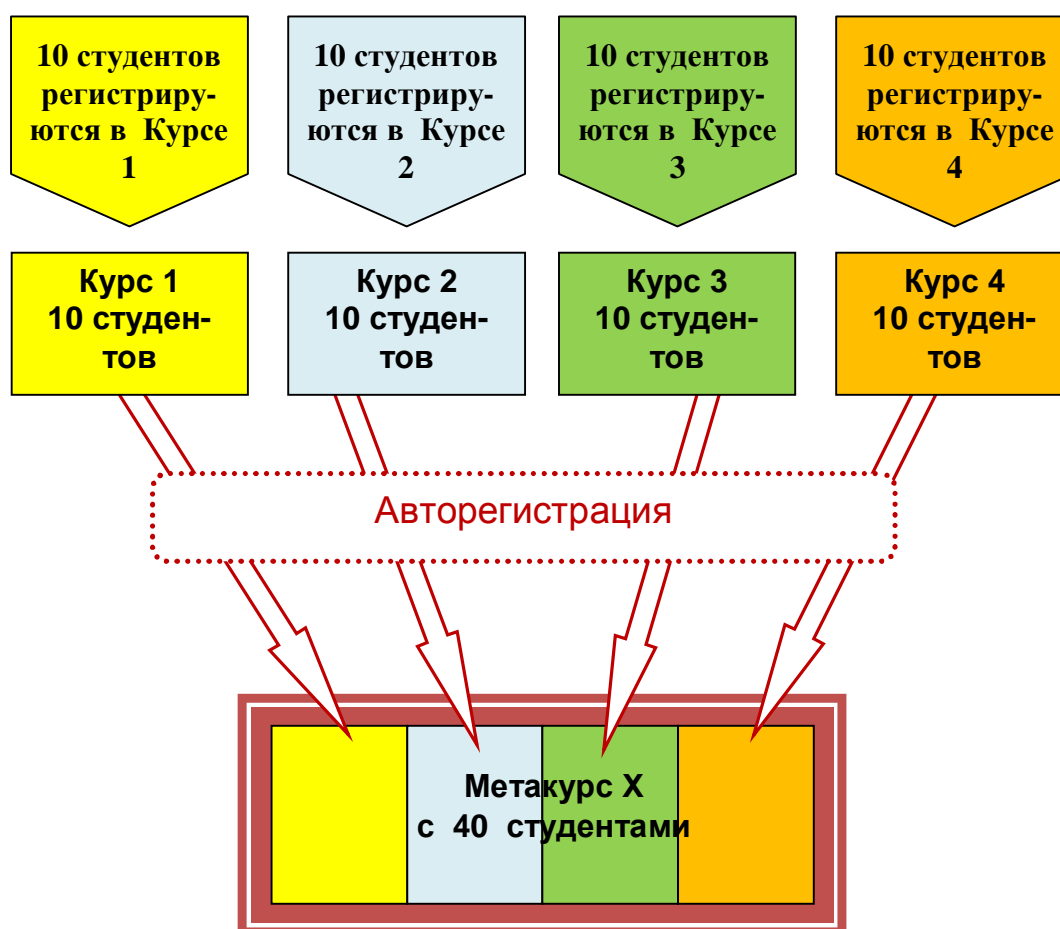 10 студентов
регистриру-
ются в Курсе
1
10 студентов
регистриру-
ются в Курсе
2
10 студентов
регистриру-
ются в Курсе
3
10 студентов
регистриру-
ются в Курсе
4
Курс 1
10 студен-
тов
Курс 2
10 студен-
тов
Курс 3
10 студен-
тов
Курс 4
10 студен-
тов
Авторегистрация
Метакурс X
с 40 студентами